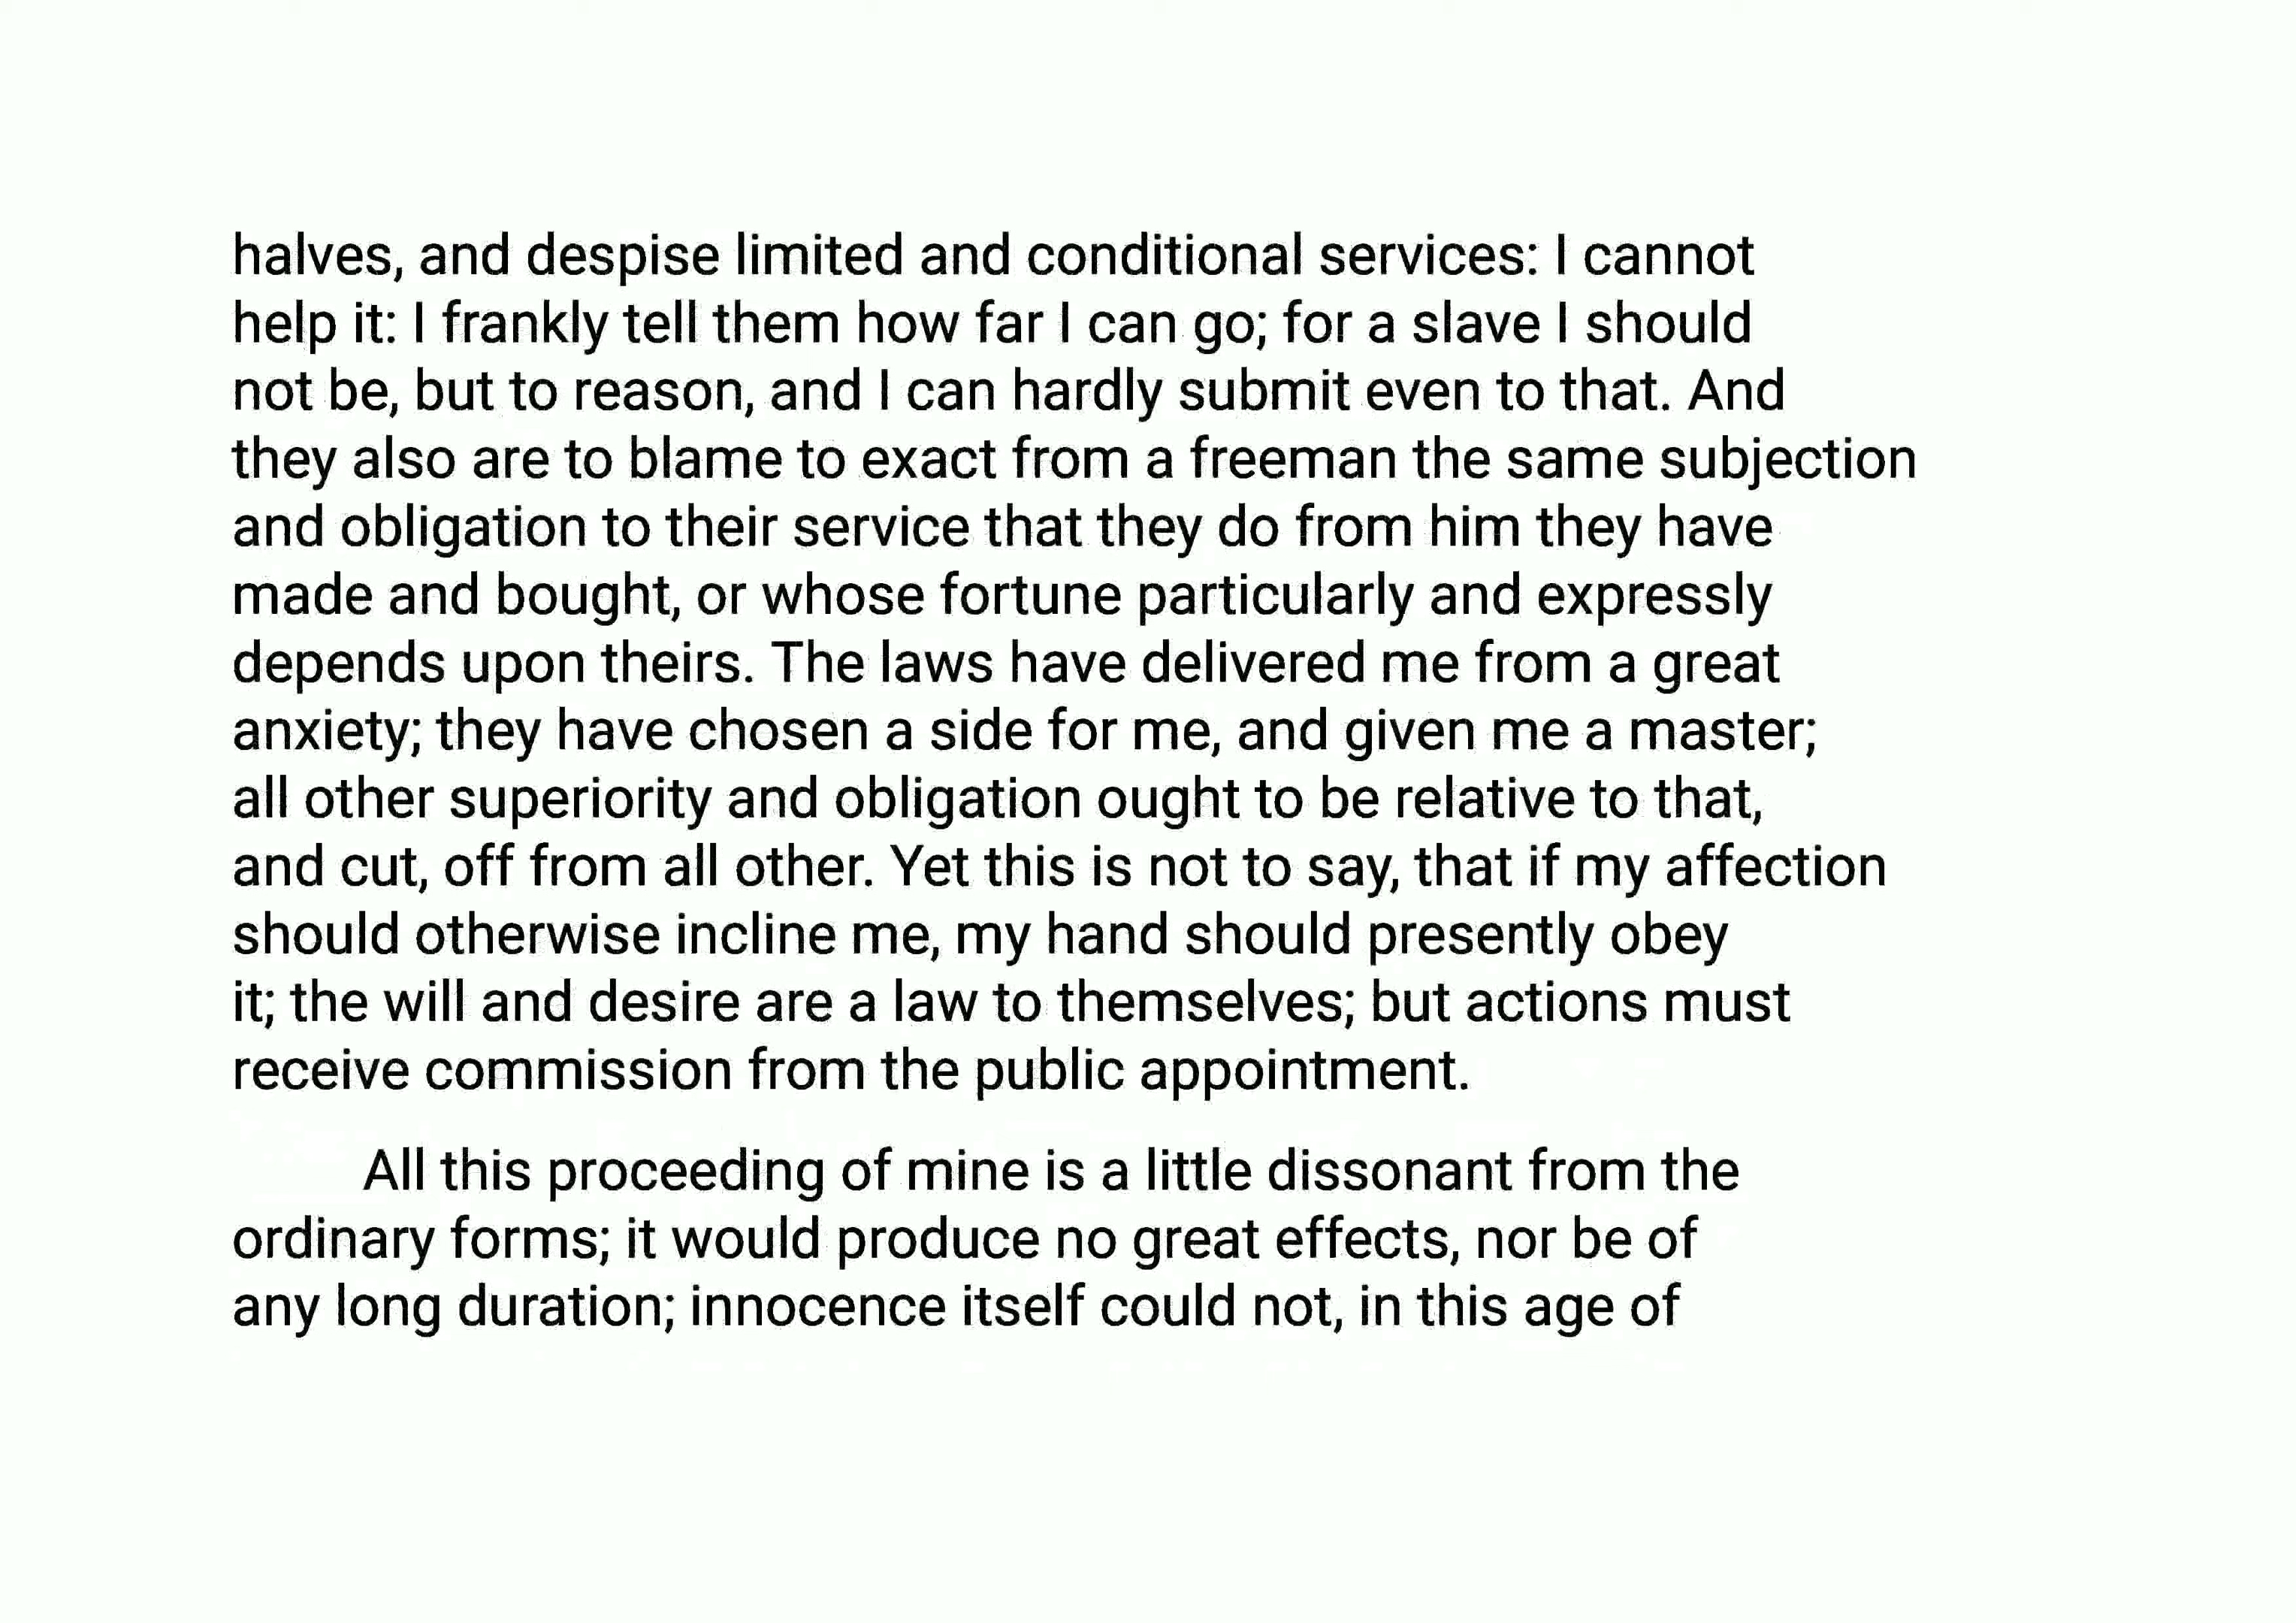 halves, and despise limited and conditional services: I cannot
help it: I frankly tell them how far I can go; for a slave I should
not be, but to reason, and I can hardly submit even to that. And
they also are to blame to exact from a freeman the same subjection
and obligation to their service that they do from him they have
made and bought, or whose fortune particularly and expressly
depends upon theirs. The laws have delivered me from a great
anxiety; they have chosen a side for me, and given me a master;
all other superiority and obligation ought to be relative to that,
and cut, off from all other. Yet this is not to say, that if my affection
should otherwise incline me, my hand should presently obey
it; the will and desire are a law to themselves; but actions must
receive commission from the public appointment.
All this proceeding of mine is a little dissonant from the
ordinary forms; it would produce no great effects, nor be of
any long duration; innocence itself could not, in this age of